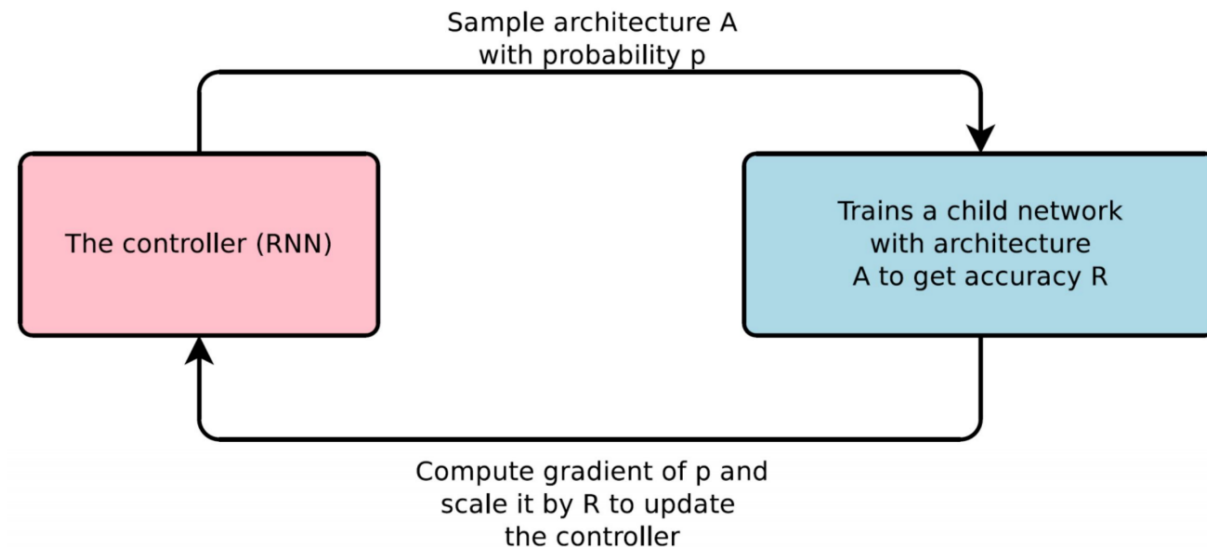 Sample architecture A
with probability p
The controller (RNN)
Trains a child network
with architecture
A to get accuracy R
Compute gradient of p and
scale it by R to update
the controller